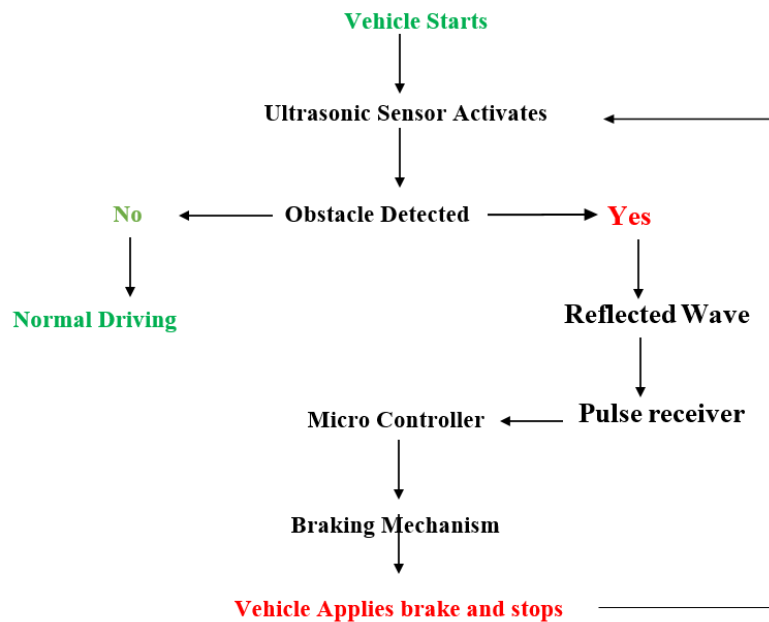 Vehicle Starts
Ultrasonic Sensor Activates
No
Obstacle Detected
Yes
Normal Driving
Reflected Wave
Micro Controller
Pulse receiver
Braking Mechanism
Vehicle Applies brake and stops